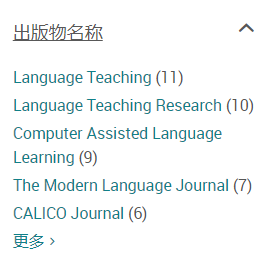 出版物名称
Language Teaching (11)
Language Teaching Research (10)
Computer Assisted Language
Learning (9)
The Modern Language Journal (7)
CALICO Journal (6)
更多 ›